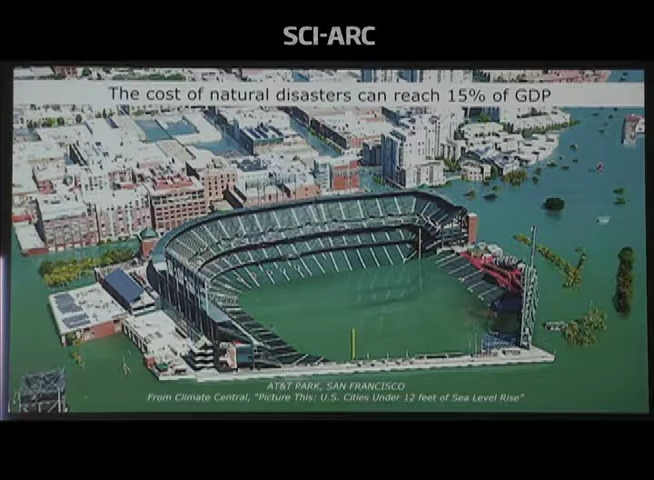 SCI-ARC
The cost of natural disasters can reach 15% of GDP
AT&T PARK, SAN FRANCISCO
From Climate Central, "Picture This: U.S. Cities Under 12 feet of Sea Level Rise"